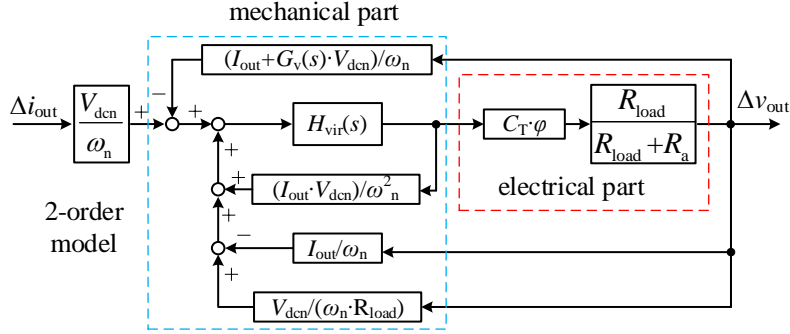 mechanical part
(I_out+G_v(s)·V_dcn)/ω_n
−
Δi_out
V_dcn
ω_n
+
+
H_vir(s)
C_T·φ
R_load
R_load+R_a
Δv_out
+
+
(I_out·V_dcn)/ω²_n
electrical part
2-order
model
+
−
I_out/ω_n
+
V_dcn/(ω_n·R_load)